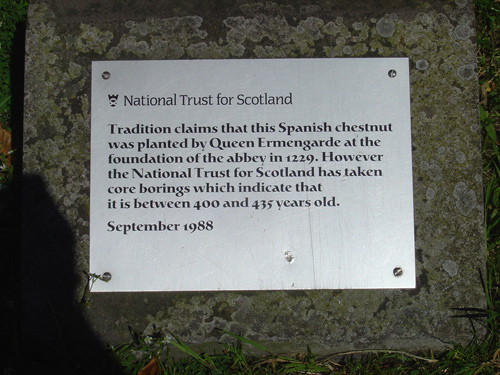 National Trust for Scotland
Tradition claims that this Spanish chestnut
was planted by Queen Ermengarde at the
foundation of the abbey in 1229. However
the National Trust for Scotland has taken
core borings which indicate that
it is between 400 and 435 years old.
September 1988